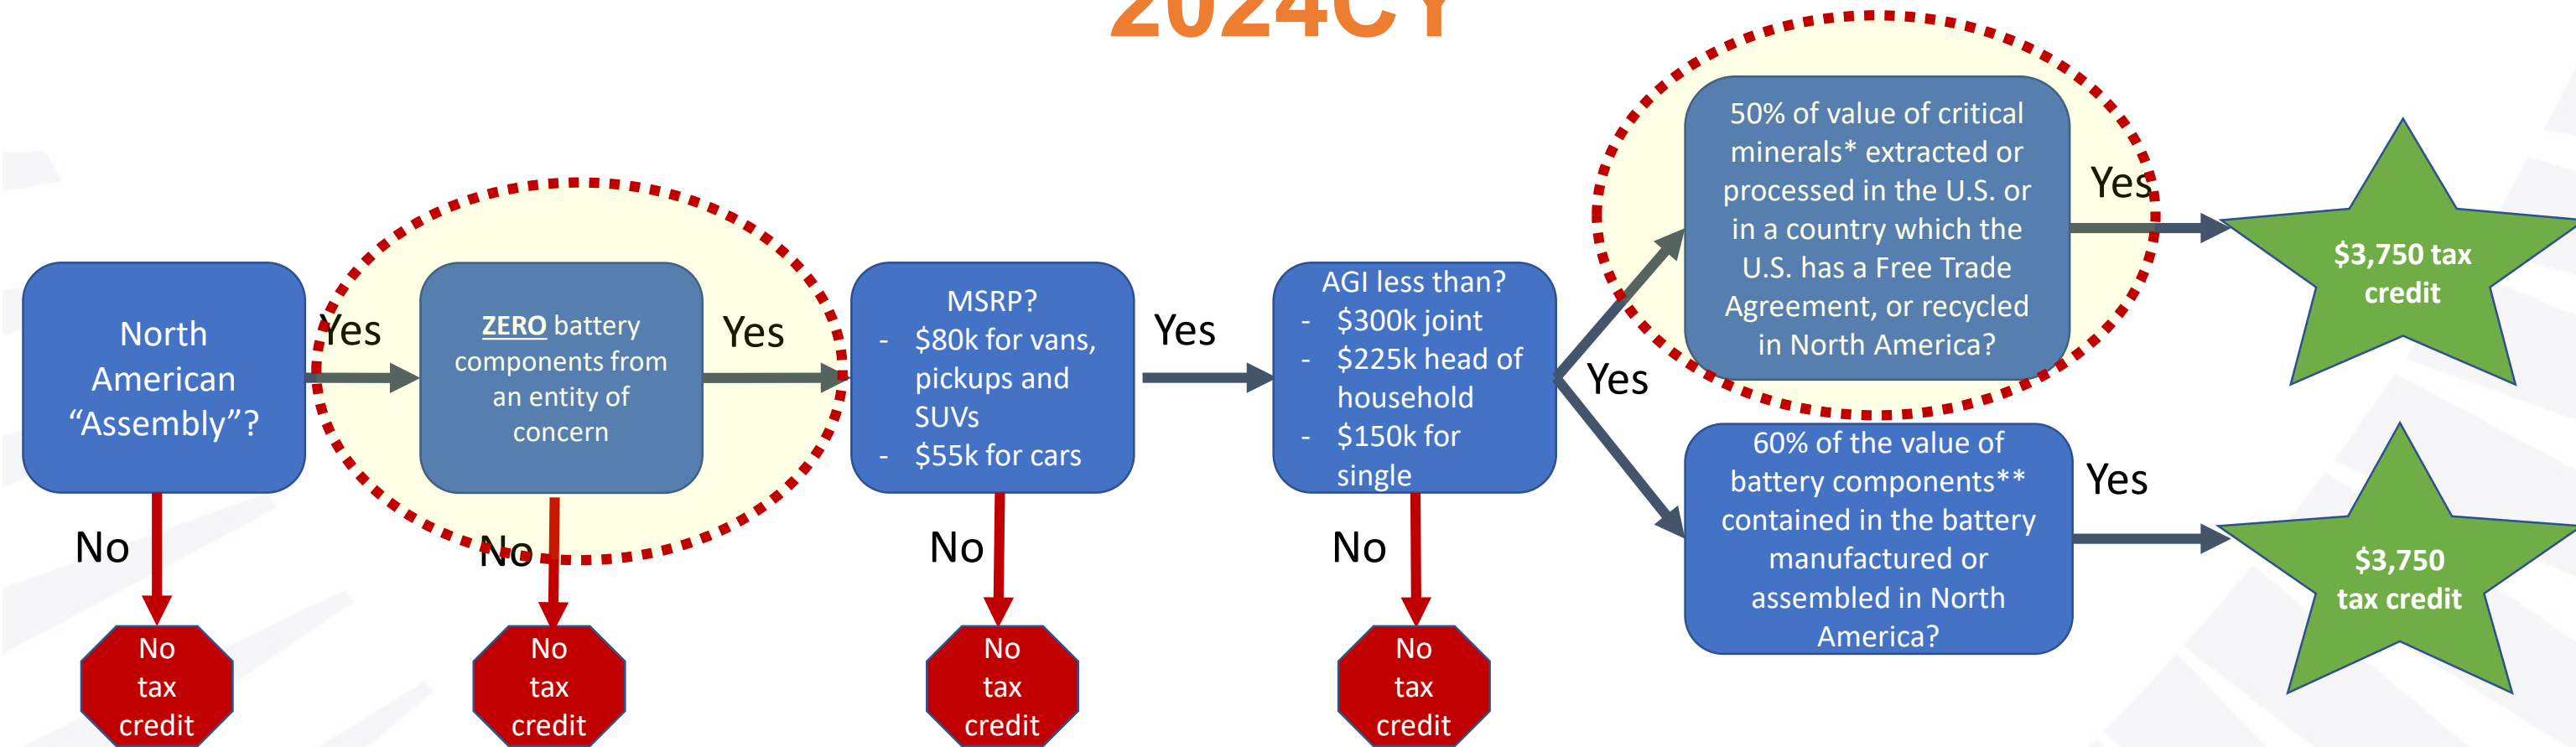 2024CY
North
American
“Assembly”?
Yes
No
No
tax
credit
ZERO battery
components from
an entity of
concern
Yes
No
No
tax
credit
MSRP?
- $80k for vans,
pickups and
SUVs
- $55k for cars
Yes
No
No
tax
credit
AGI less than?
- $300k joint
- $225k head of
household
- $150k for
single
Yes
No
No
tax
credit
50% of value of critical
minerals* extracted or
processed in the U.S. or
in a country which the
U.S. has a Free Trade
Agreement, or recycled
in North America?
Yes
$3,750 tax
credit
60% of the value of
battery components**
contained in the battery
manufactured or
assembled in North
America?
Yes
$3,750
tax credit